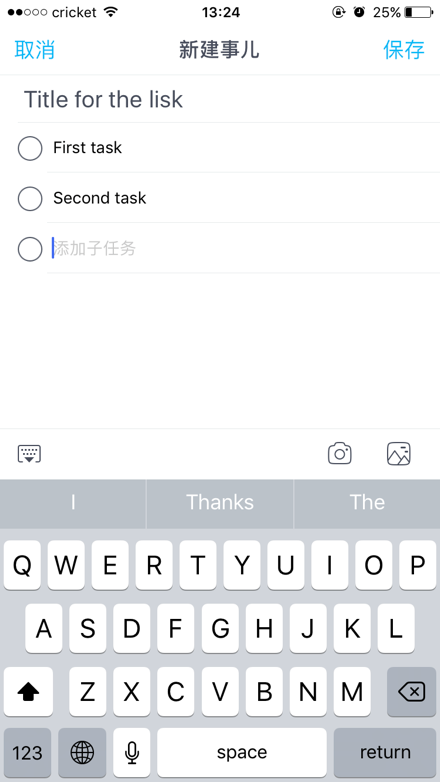 cricket 13:24 25%
取消 新建事儿 保存
Title for the lisk
First task
Second task
添加子任务
I Thanks The
Q W E R T Y U I O P
A S D F G H J K L
Z X C V B N M
123 space return